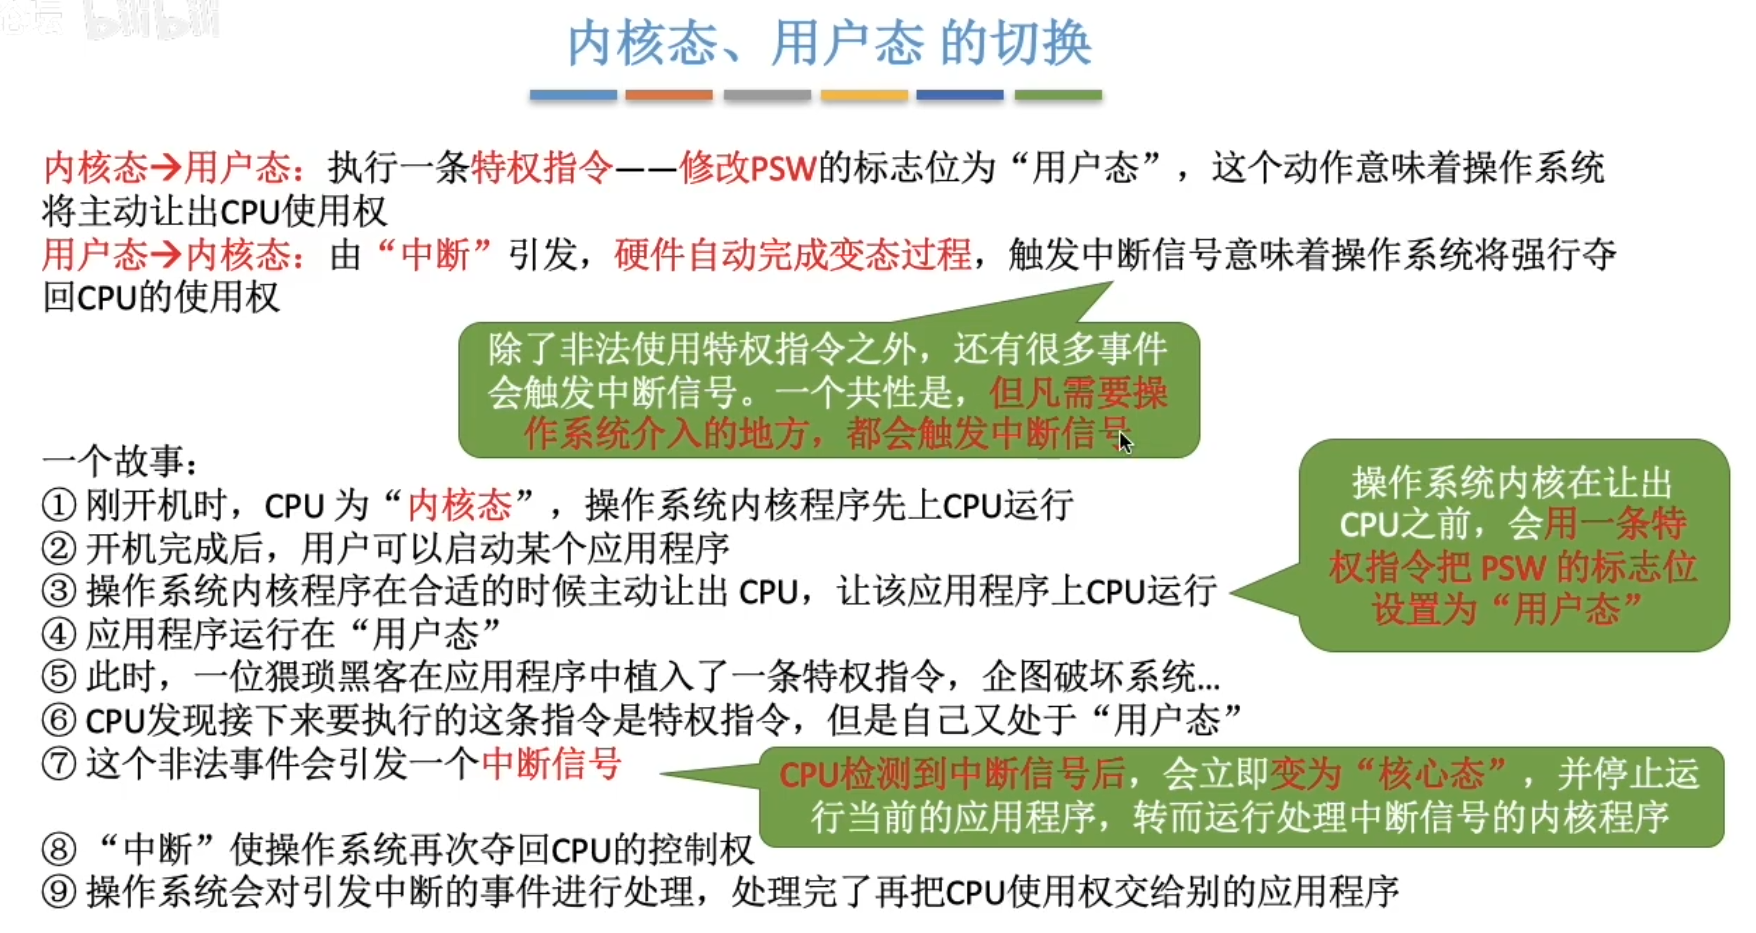 bilibili
内核态、用户态 的切换
内核态→用户态：执行一条特权指令——修改PSW的标志位为“用户态”，这个动作意味着操作系统
将主动让出CPU使用权
用户态→内核态：由“中断”引发，硬件自动完成变态过程，触发中断信号意味着操作系统将强行夺
回CPU的使用权
除了非法使用特权指令之外，还有很多事件
会触发中断信号。一个共性是，但凡需要操
作系统介入的地方，都会触发中断信号
一个故事：
① 刚开机时，CPU 为“内核态”，操作系统内核程序先上CPU运行
② 开机完成后，用户可以启动某个应用程序
③ 操作系统内核程序在合适的时候主动让出 CPU，让该应用程序上CPU运行
④ 应用程序运行在“用户态”
操作系统内核在让出
CPU之前，会用一条特
权指令把 PSW 的标志位
设置为“用户态”
⑤ 此时，一位猥琐黑客在应用程序中植入了一条特权指令，企图破坏系统...
⑥ CPU发现接下来要执行的这条指令是特权指令，但是自己又处于“用户态”
⑦ 这个非法事件会引发一个中断信号
CPU检测到中断信号后，会立即变为“核心态”，并停止运
行当前的应用程序，转而运行处理中断信号的内核程序
⑧ “中断”使操作系统再次夺回CPU的控制权
⑨ 操作系统会对引发中断的事件进行处理，处理完了再把CPU使用权交给别的应用程序